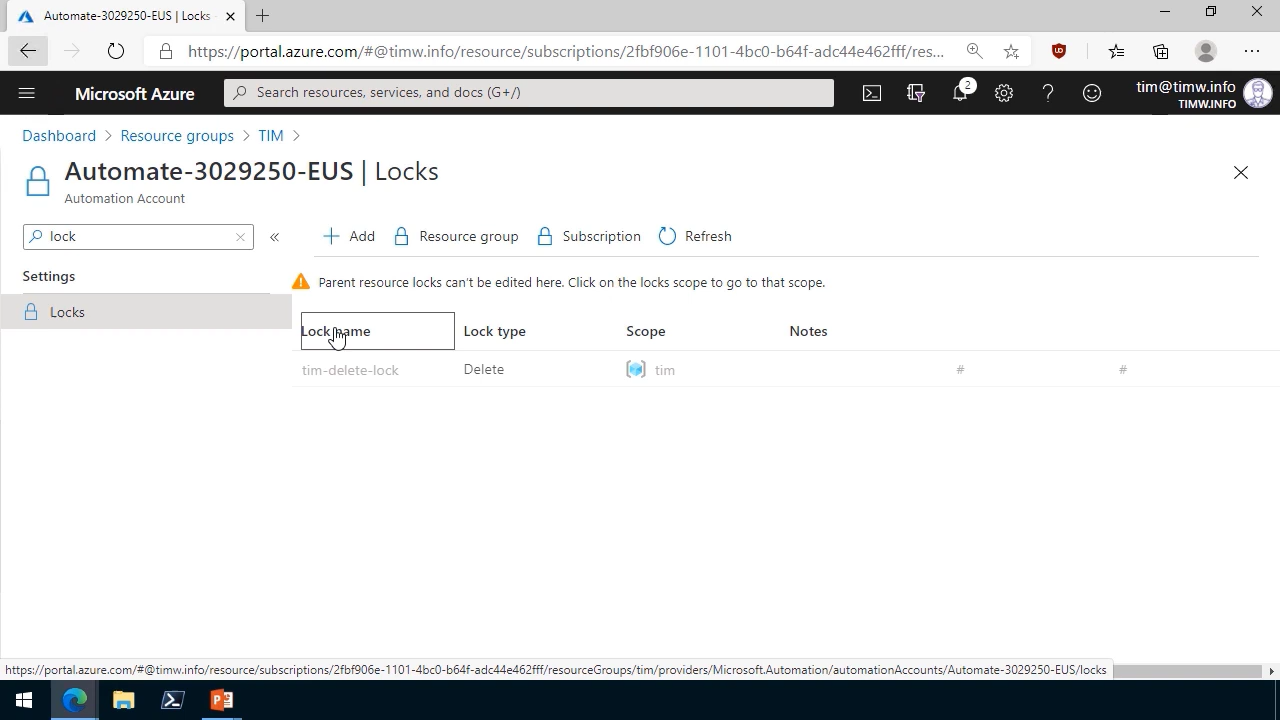 Automate-3029250-EUS | Locks
https://portal.azure.com/#@timw.info/resource/subscriptions/2fbf906e-1101-4bc0-b64f-adc44e462fff/res...
Microsoft Azure
Search resources, services, and docs (G+/)
2
tim@timw.info
TIMW.INFO
Dashboard > Resource groups > TIM >
Automate-3029250-EUS | Locks
Automation Account
lock
«
Add
Resource group
Subscription
Refresh
Settings
Locks
Parent resource locks can't be edited here. Click on the locks scope to go to that scope.
Lock name Lock type Scope Notes
tim-delete-lock Delete tim # #
https://portal.azure.com/#@timw.info/resource/subscriptions/2fbf906e-1101-4bc0-b64f-adc44e462fff/resourceGroups/tim/providers/Microsoft.Automation/automationAccounts/Automate-3029250-EUS/locks